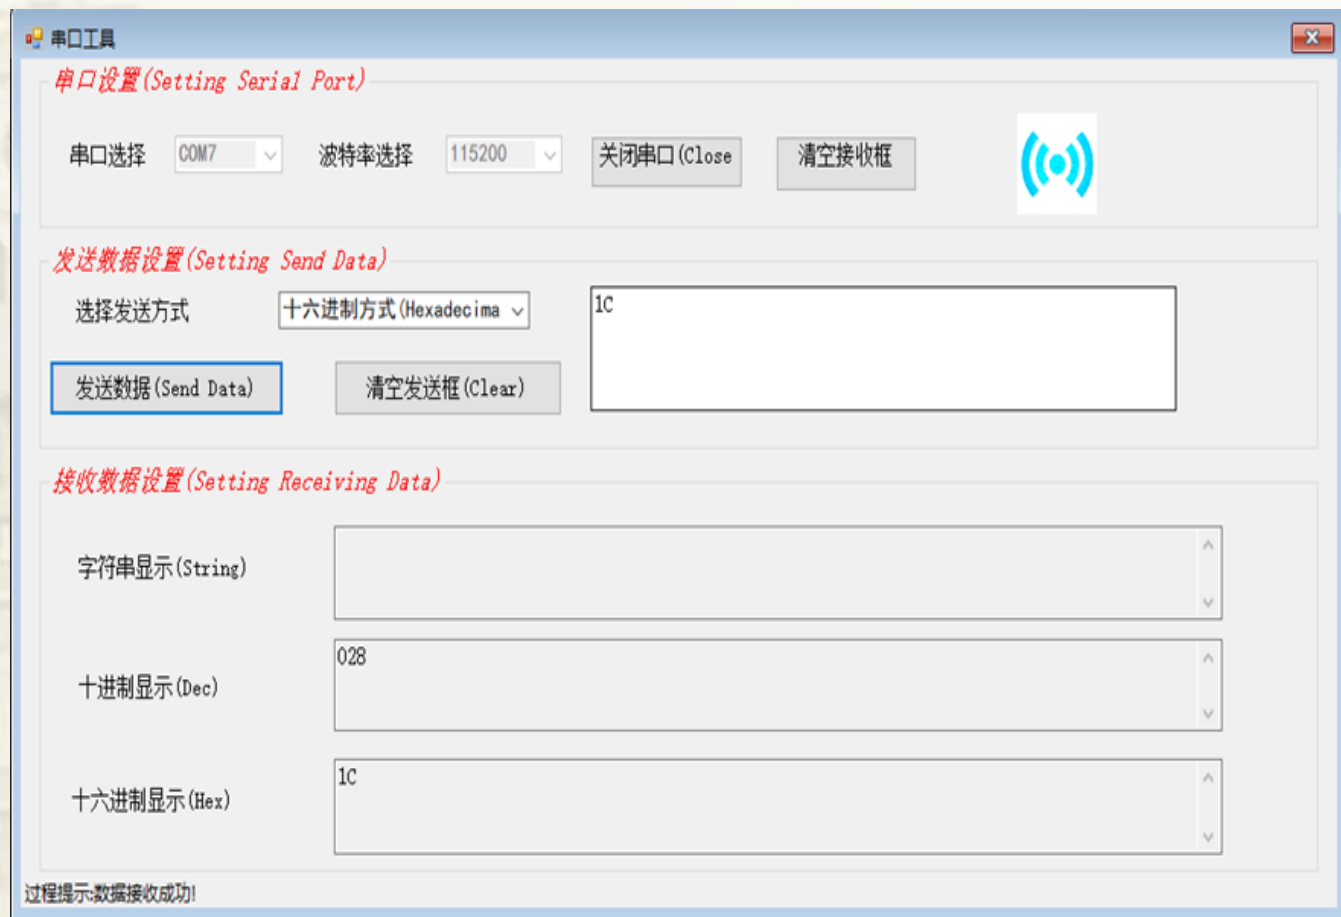 串口工具
串口设置(Setting Serial Port)
串口选择 COM7 波特率选择 115200 关闭串口(Close 清空接收框
发送数据设置(Setting Send Data)
选择发送方式 十六进制方式(Hexadecima 1C
发送数据(Send Data) 清空发送框(Clear)
接收数据设置(Setting Receiving Data)
字符串显示(String)
028
十进制显示(Dec)
1C
十六进制显示(Hex)
过程提示:数据接收成功!